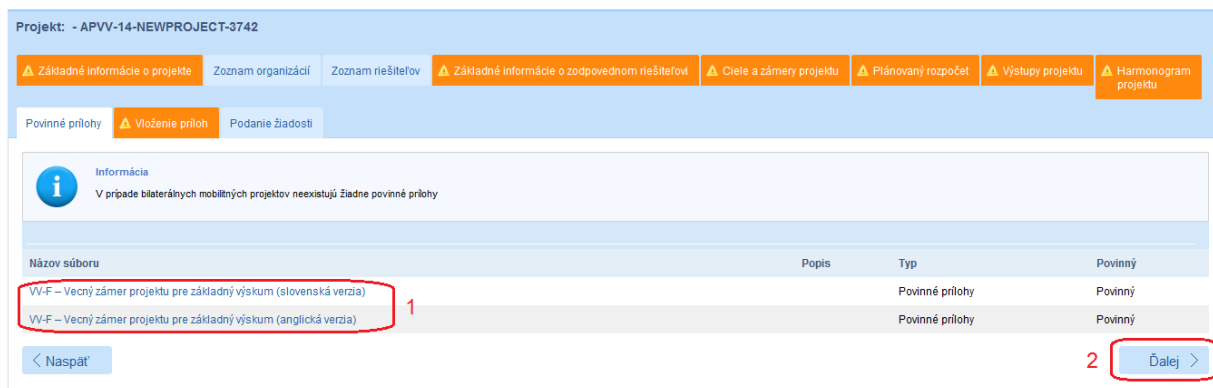 Projekt: - APVV-14-NEWPROJECT-3742
Základné informácie o projekte
Zoznam organizácií
Zoznam riešiteľov
Základné informácie o zodpovednom riešiteľovi
Ciele a zámery projektu
Plánovaný rozpočet
Výstupy projektu
Harmonogram
projektu
Povinné prílohy
Vloženie príloh
Podanie žiadosti
Informácia
V prípade bilaterálnych mobilitných projektov neexistujú žiadne povinné prílohy
Názov súboru Popis Typ Povinný
VV-F – Vecný zámer projektu pre základný výskum (slovenská verzia) Povinné prílohy Povinný
1
VV-F – Vecný zámer projektu pre základný výskum (anglická verzia) Povinné prílohy Povinný
< Naspäť
2
Ďalej >